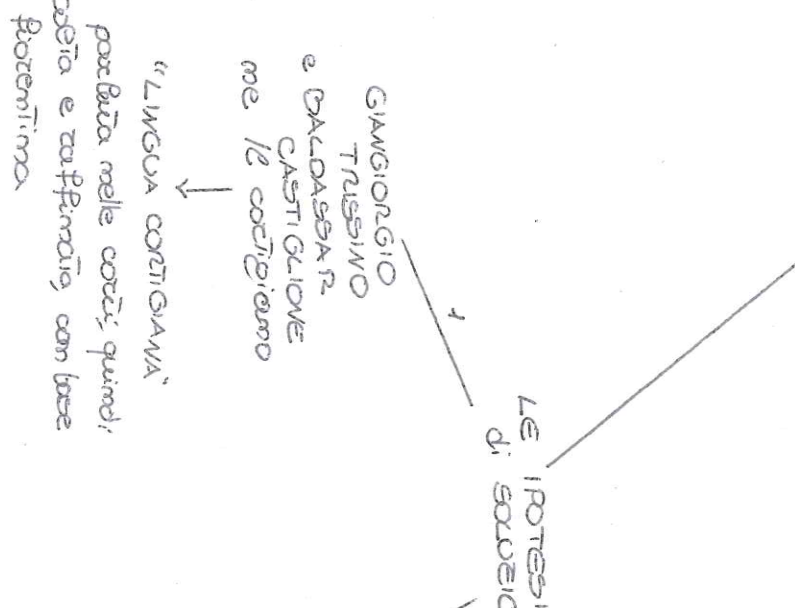 LE IPOTESI
di SOLUZIO
1
GIANGIORGIO
TRISSINO
e BALDASSAR
CASTIGLIONE
ne Il cortigiano
"LINGUA CORTIGIANA"
parlata nelle corti, quindi
colta e raffinata, con base
fiorentina